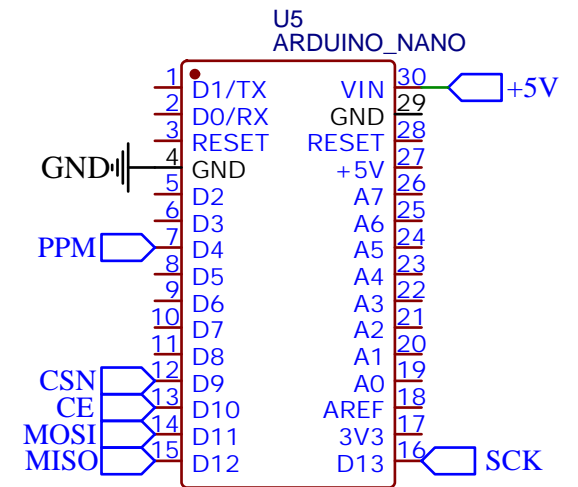 U5
ARDUINO_NANO
1 D1/TX VIN 30 +5V
2 D0/RX GND 29
3 RESET RESET 28
GND 4 GND +5V 27
5 D2 A7 26
6 D3 A6 25
PPM 7 D4 A5 24
8 D5 A4 23
9 D6 A3 22
10 D7 A2 21
11 D8 A1 20
CSN 12 D9 A0 19
CE 13 D10 AREF 18
MOSI 14 D11 3V3 17
MISO 15 D12 D13 16 SCK